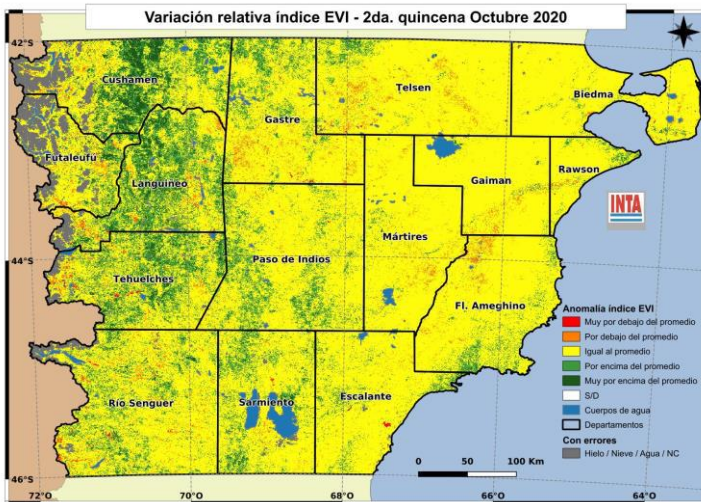 Variación relativa índice EVI - 2da. quincena Octubre 2020
42°S
Cushamen
Telsen
Biedma
Gastre
Futaleufú
Languineo
Gaiman
Rawson
INTA
Mártires
Paso de Indios
44°S
Tehuelches
Fl. Ameghino
Anomalía índice EVI
Muy por debajo del promedio
Por debajo del promedio
Igual al promedio
Por encima del promedio
Muy por encima del promedio
S/D
Cuerpos de agua
Departamentos
Con errores
Hielo / Nieve / Agua / NC
Río Senguer
Sarmiento
Escalante
0 50 100 Km
46°S
72°O 70°O 68°O 66°O 64°O